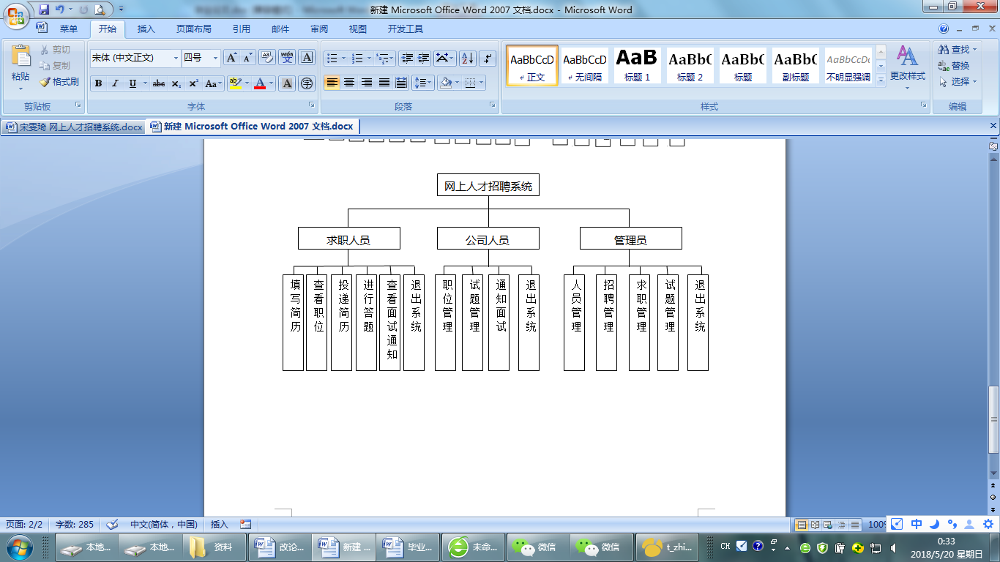 新建 Microsoft Office Word 2007 文档.docx - Microsoft Word
菜单 开始 插入 页面布局 引用 邮件 审阅 视图 开发工具
粘贴
剪切
复制
格式刷
剪贴板
宋体 (中文正文) 四号
字体
段落
AaBbCcD AaBbCcD AaB AaBbC AaBbC AaBbC AaBbCcDc
正文 无间隔 标题 1 标题 2 标题 副标题 不明显强调
更改样式
样式
查找
替换
选择
编辑
宋雯琦 网上人才招聘系统.docx 新建 Microsoft Office Word 2007 文档.docx
网上人才招聘系统
求职人员 公司人员 管理员
填写简历
查看职位
投递简历
进行答题
查看面试通知
退出系统
职位管理
试题管理
通知面试
退出系统
人员管理
招聘管理
求职管理
试题管理
退出系统
页面: 2/2 字数: 285 中文(简体，中国) 插入 100%
中
本地... 本地... 资料 改论... 新建 ... 毕业... 未命... 微信 微信 t_zhi...
CH
0:33
2018/5/20 星期日